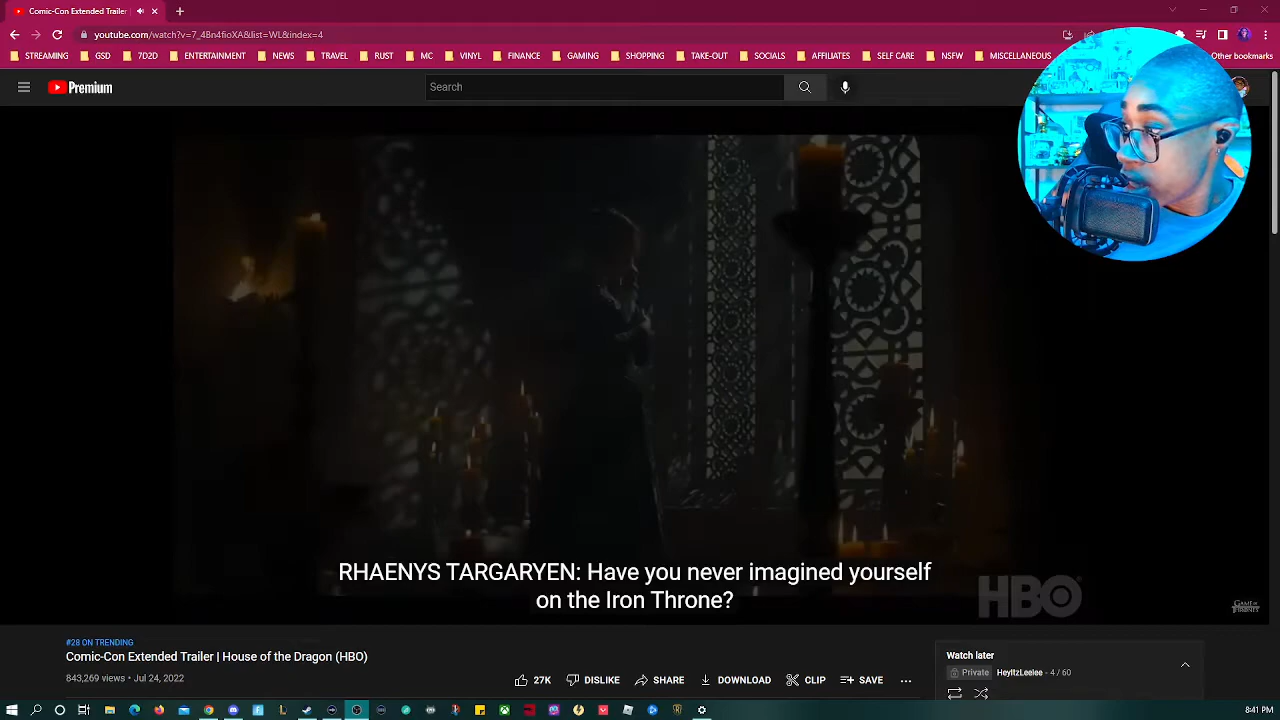 Comic-Con Extended Trailer |
youtube.com/watch?v=7_4Bn4fioXA&list=WL&index=4
STREAMING GSD 7D2D ENTERTAINMENT NEWS TRAVEL RUST MC VINYL FINANCE GAMING SHOPPING TAKE-OUT SOCIALS AFFILIATES SELF CARE NSFW MISCELLANEOUS Other bookmarks
Premium
Search
RHAENYS TARGARYEN: Have you never imagined yourself
on the Iron Throne?
HBO
GAME OF THRONES
#28 ON TRENDING
Comic-Con Extended Trailer | House of the Dragon (HBO)
843,269 views • Jul 24, 2022
27K DISLIKE SHARE DOWNLOAD CLIP SAVE
Watch later
Private HeyItzLeelee - 4 / 60
8:41 PM